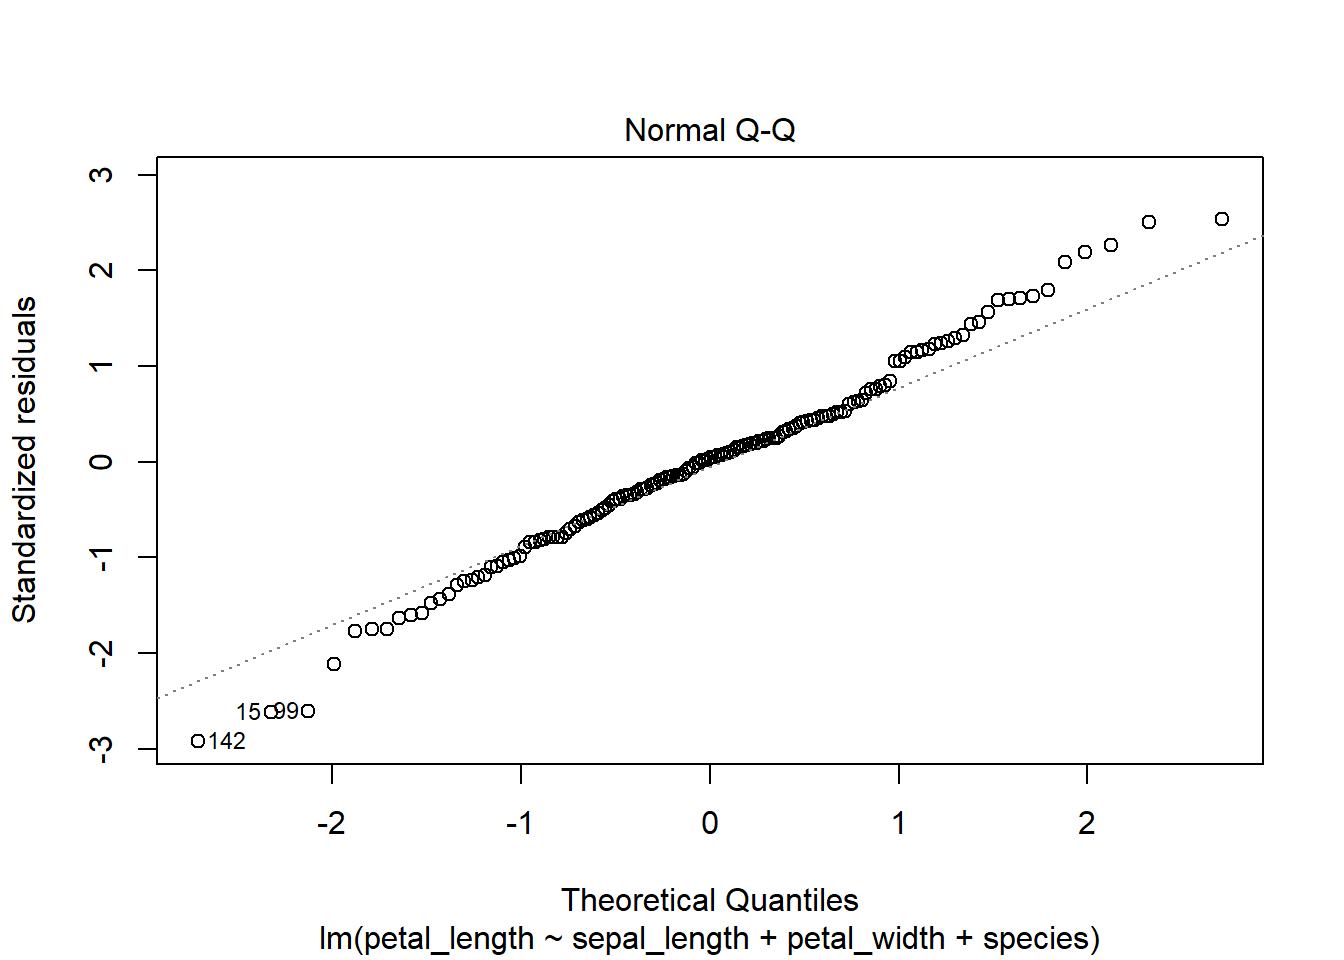 Normal Q-Q
Standardized residuals
3
2
1
0
-1
-2
-3
15 99
142
-2 -1 0 1 2
Theoretical Quantiles
lm(petal_length ~ sepal_length + petal_width + species)